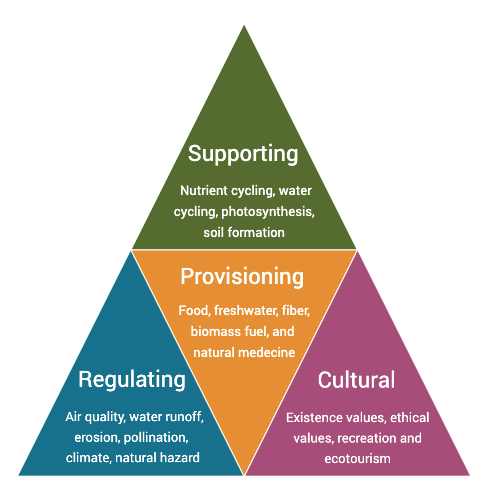 Supporting
Nutrient cycling, water
cycling, photosynthesis,
soil formation
Provisioning
Food, freshwater, fiber,
biomass fuel, and
natural medecine
Regulating
Air quality, water runoff,
erosion, pollination,
climate, natural hazard
Cultural
Existence values, ethical
values, recreation and
ecotourism